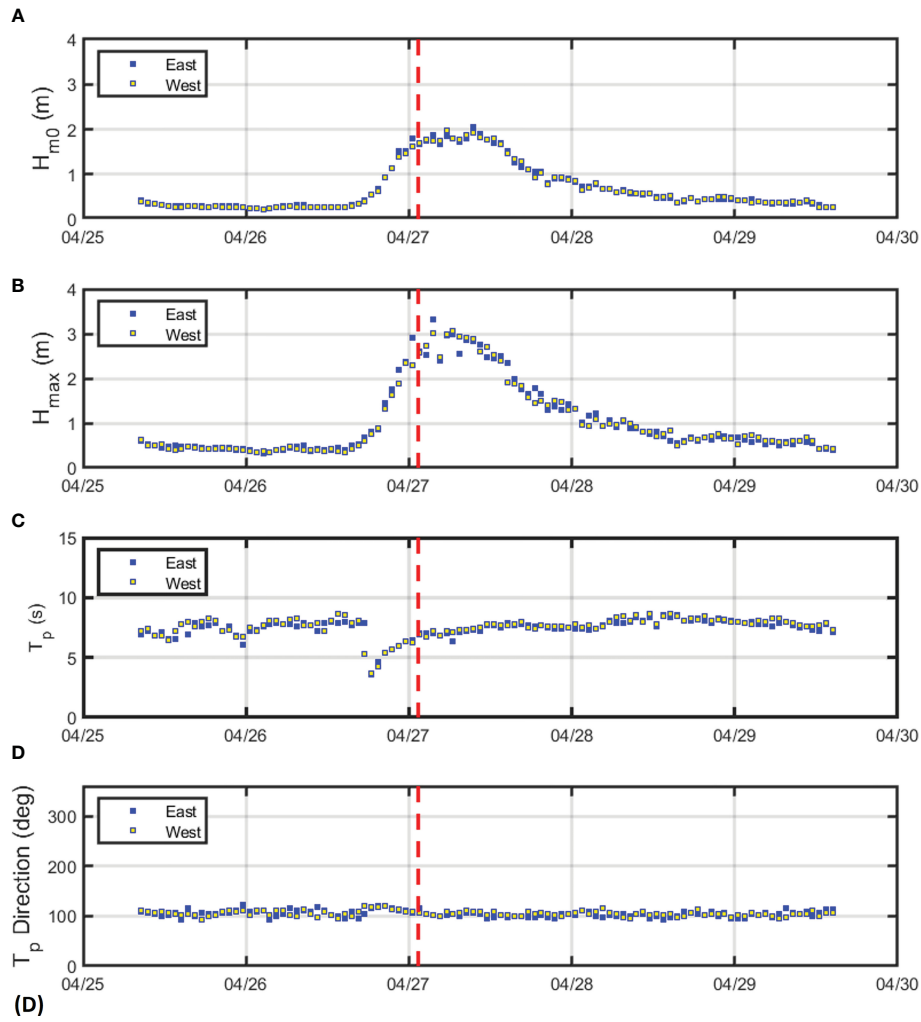 A
4
3
2
1
0
H_m0 (m)
East
West
04/25 04/26 04/27 04/28 04/29 04/30
B
4
3
2
1
0
H_max (m)
East
West
04/25 04/26 04/27 04/28 04/29 04/30
C
15
10
5
0
T_p (s)
East
West
04/25 04/26 04/27 04/28 04/29 04/30
D
300
200
100
0
T_p Direction (deg)
East
West
04/25 04/26 04/27 04/28 04/29 04/30
(D)